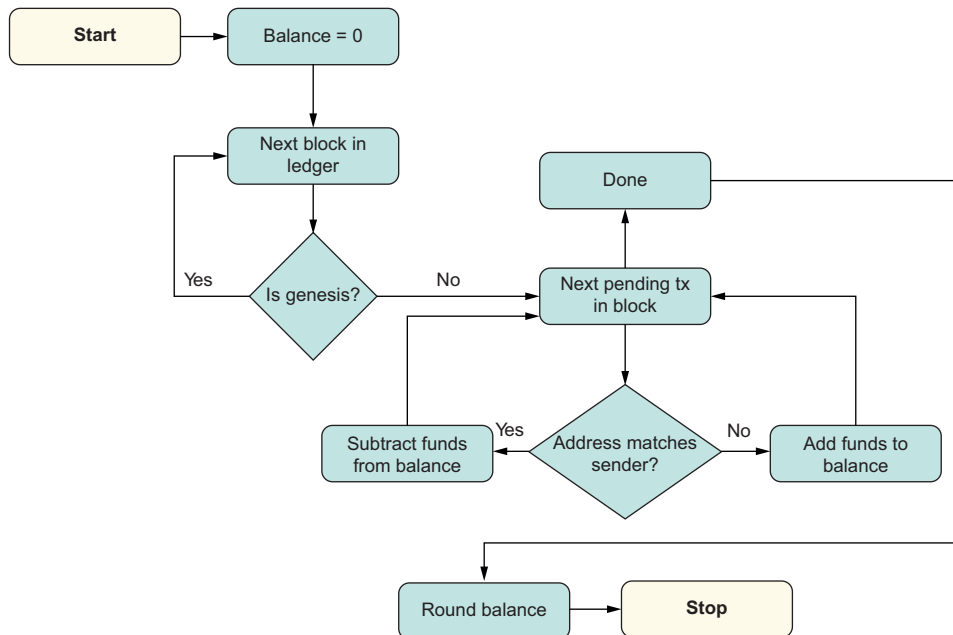 Start
Balance = 0
Next block in
ledger
Done
Yes
Is genesis?
No
Next pending tx
in block
Subtract funds
from balance
Yes
Address matches
sender?
No
Add funds to
balance
Round balance
Stop